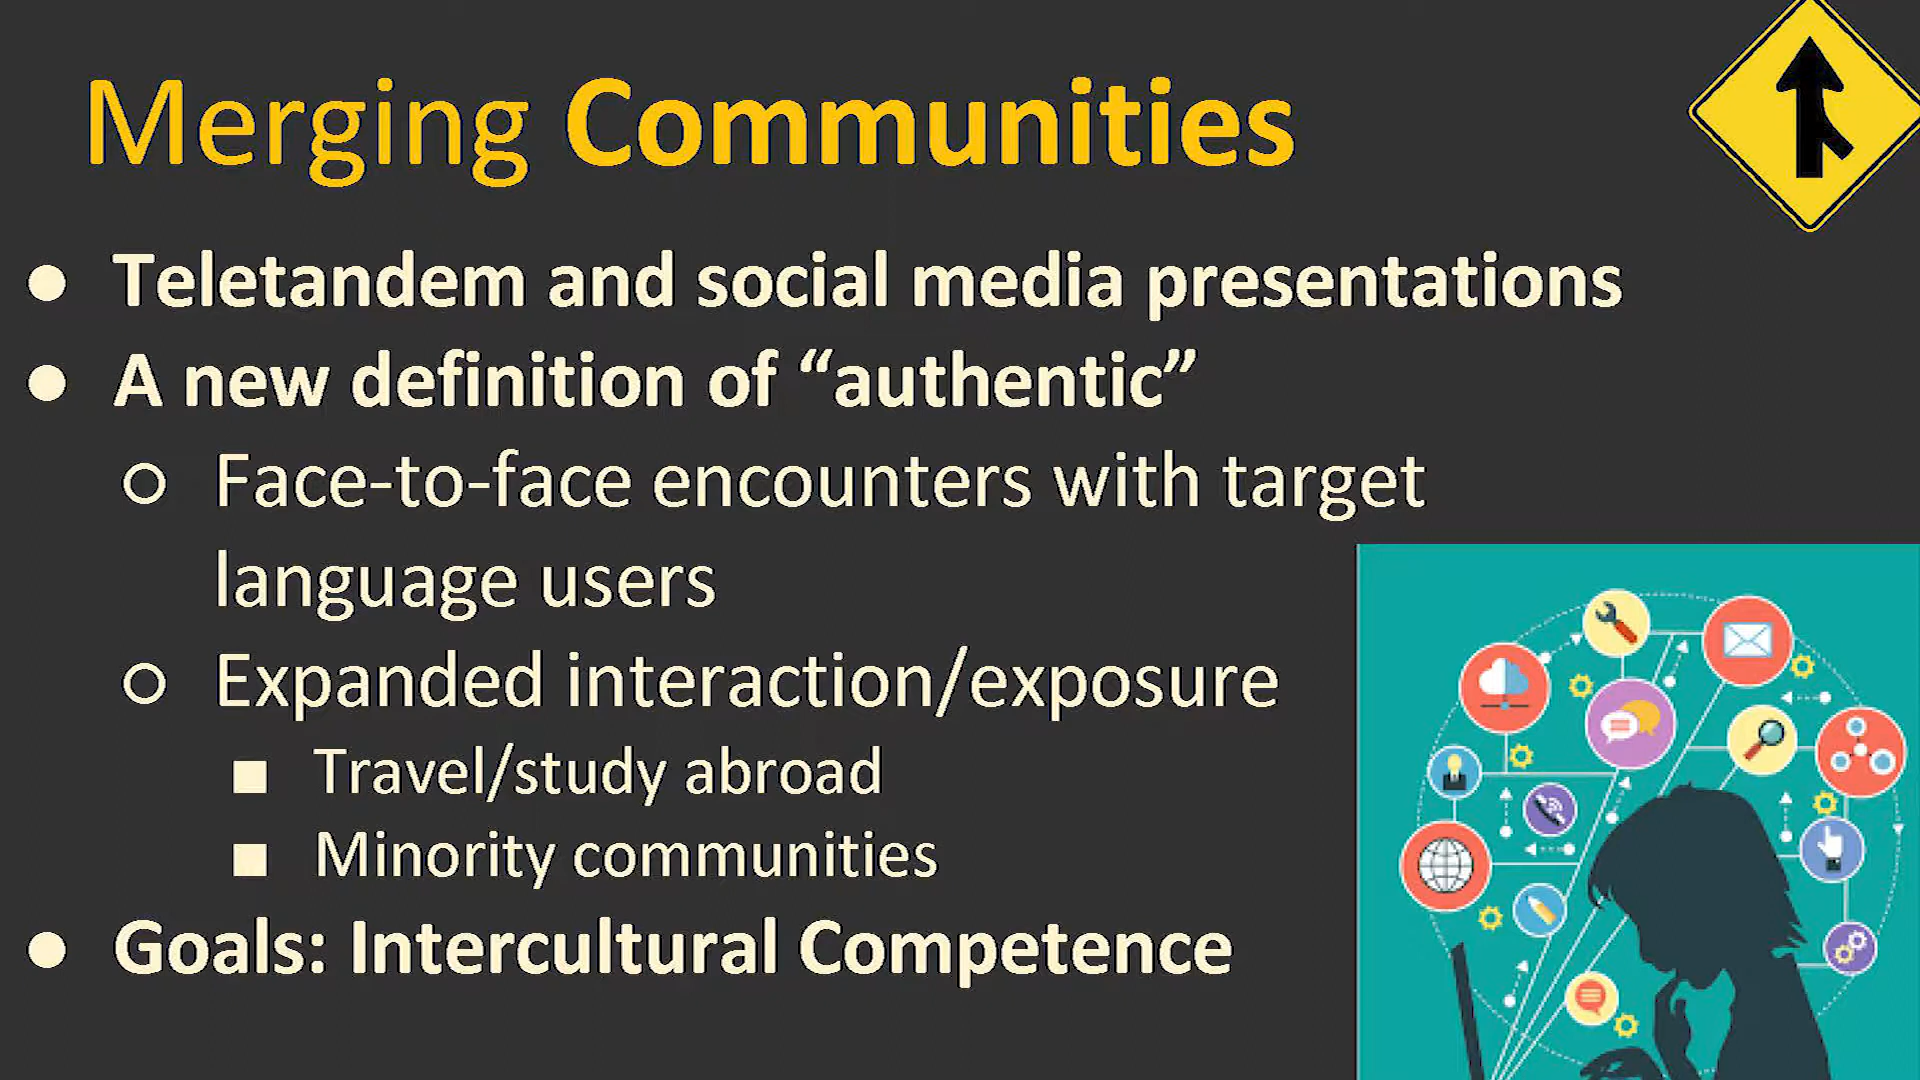 Merging Communities
● Teletandem and social media presentations
● A new definition of “authentic”
○ Face-to-face encounters with target
language users
○ Expanded interaction/exposure
■ Travel/study abroad
■ Minority communities
● Goals: Intercultural Competence